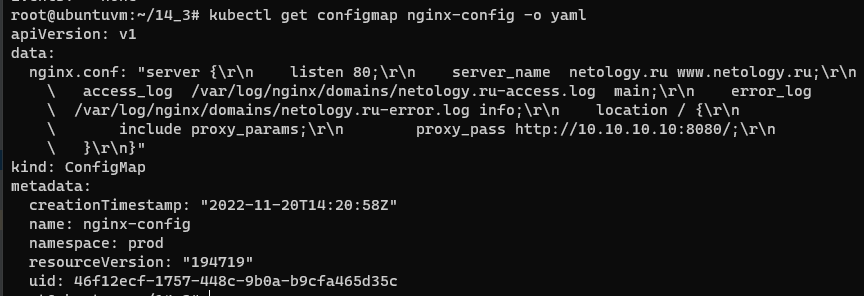 root@ubuntuvm:~/14_3# kubectl get configmap nginx-config -o yaml
apiVersion: v1
data:
  nginx.conf: "server {\r\n    listen 80;\r\n    server_name  netology.ru www.netology.ru;\r\n
    \   access_log  /var/log/nginx/domains/netology.ru-access.log  main;\r\n    error_log
    \  /var/log/nginx/domains/netology.ru-error.log info;\r\n    location / {\r\n
    \       include proxy_params;\r\n        proxy_pass http://10.10.10.10:8080/;\r\n
    \   }\r\n}"
kind: ConfigMap
metadata:
  creationTimestamp: "2022-11-20T14:20:58Z"
  name: nginx-config
  namespace: prod
  resourceVersion: "194719"
  uid: 46f12ecf-1757-448c-9b0a-b9cfa465d35c